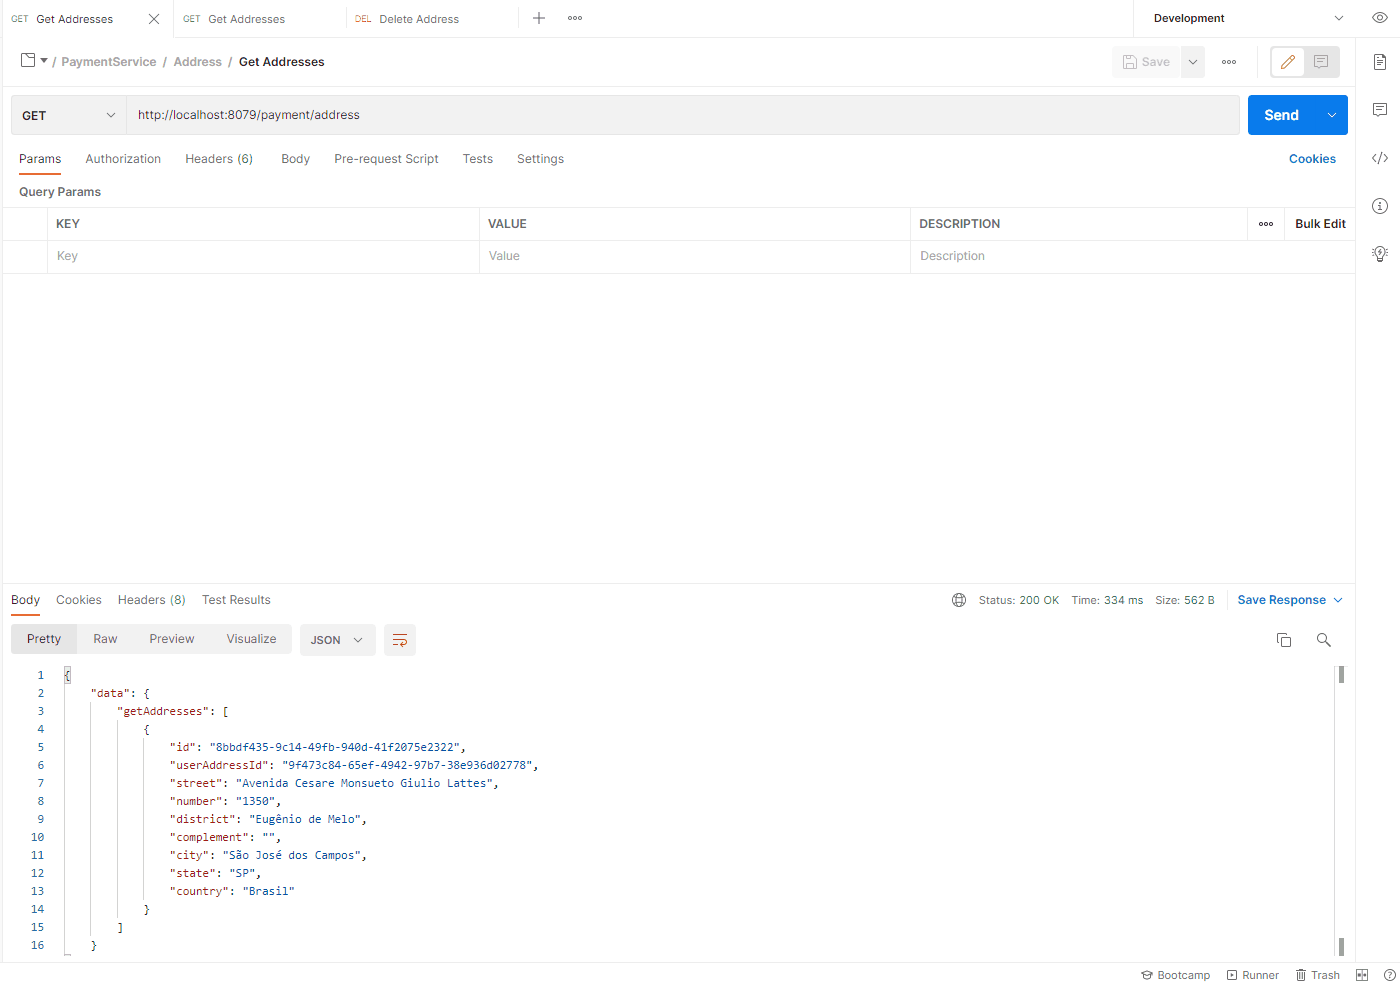 GET Get Addresses GET Get Addresses DEL Delete Address Development
/ PaymentService / Address / Get Addresses Save
GET http://localhost:8079/payment/address Send
Params Authorization Headers (6) Body Pre-request Script Tests Settings Cookies
Query Params
KEY VALUE DESCRIPTION Bulk Edit
Key Value Description
Body Cookies Headers (8) Test Results Status: 200 OK Time: 334 ms Size: 562 B Save Response
Pretty Raw Preview Visualize JSON
1 {
2 "data": {
3 "getAddresses": [
4 {
5 "id": "8bbdf435-9c14-49fb-940d-41f2075e2322",
6 "userAddressId": "9f473c84-65ef-4942-97b7-38e936d02778",
7 "street": "Avenida Cesare Monsueto Giulio Lattes",
8 "number": "1350",
9 "district": "Eugênio de Melo",
10 "complement": "",
11 "city": "São José dos Campos",
12 "state": "SP",
13 "country": "Brasil"
14 }
15 ]
16 }
Bootcamp Runner Trash